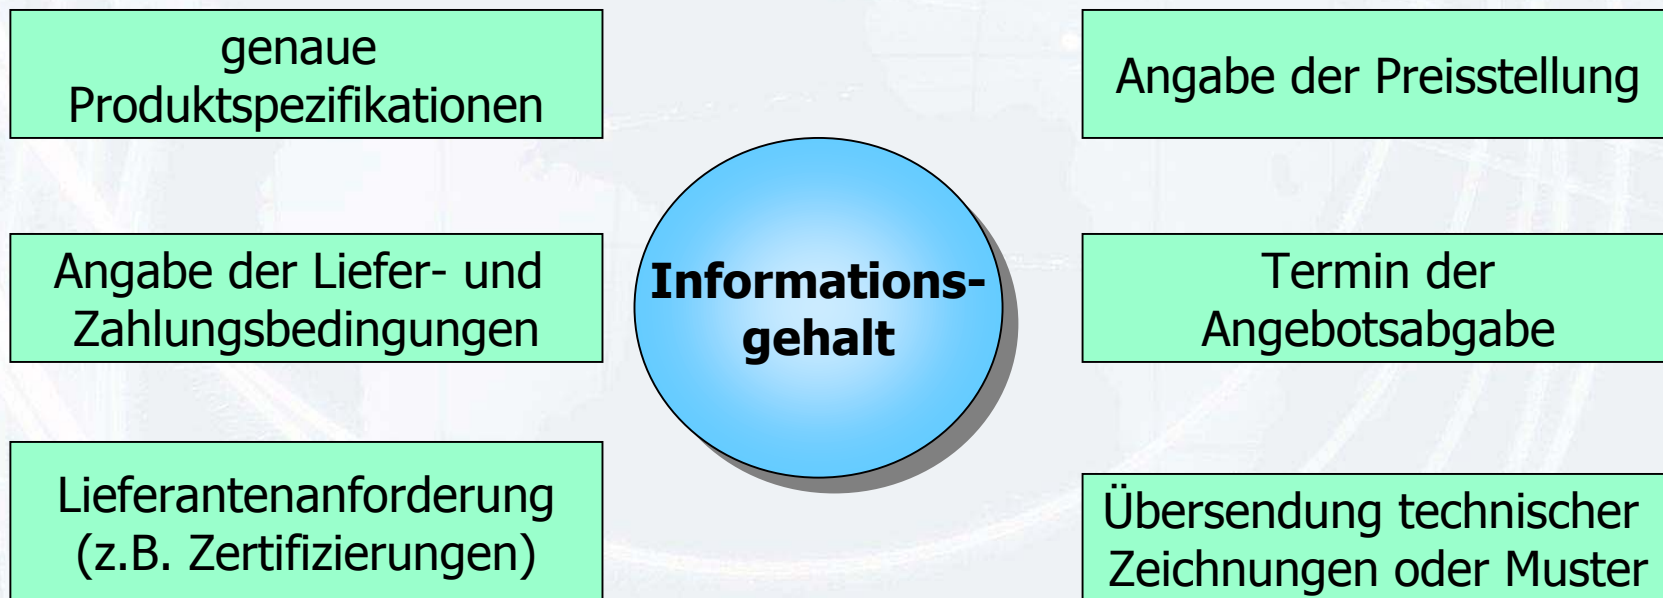 genaue
Produktspezifikationen
Angabe der Liefer- und
Zahlungsbedingungen
Lieferantenanforderung
(z.B. Zertifizierungen)
Informations-
gehalt
Angabe der Preisstellung
Termin der
Angebotsabgabe
Übersendung technischer
Zeichnungen oder Muster